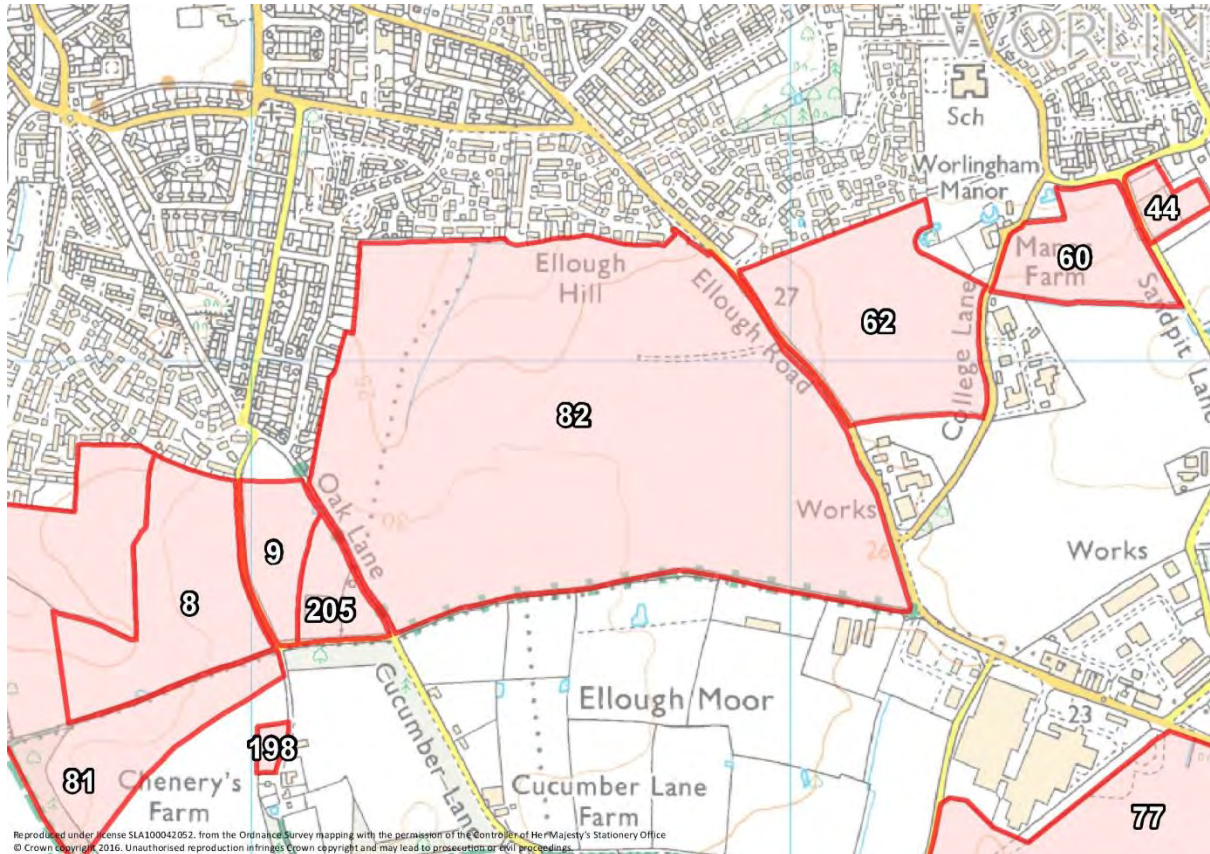 WORLIN
Sch
Worlingham
Manor
44
Ellough
Hill
Manor
Farm
60
27
62
Ellough Road
College Lane
Sandpit Lane
82
Oak Lane
30
Works
9
26
Works
8
205
Ellough Moor
23
198
81
Chenery's
Farm
Cucumber Lane
Cucumber Lane
Farm
77
Reproduced under license SLA100042052. from the Ordnance Survey mapping with the permission of the Controller of Her Majesty's Stationery Office
© Crown copyright 2016. Unauthorised reproduction infringes Crown copyright and may lead to prosecution or civil proceedings.